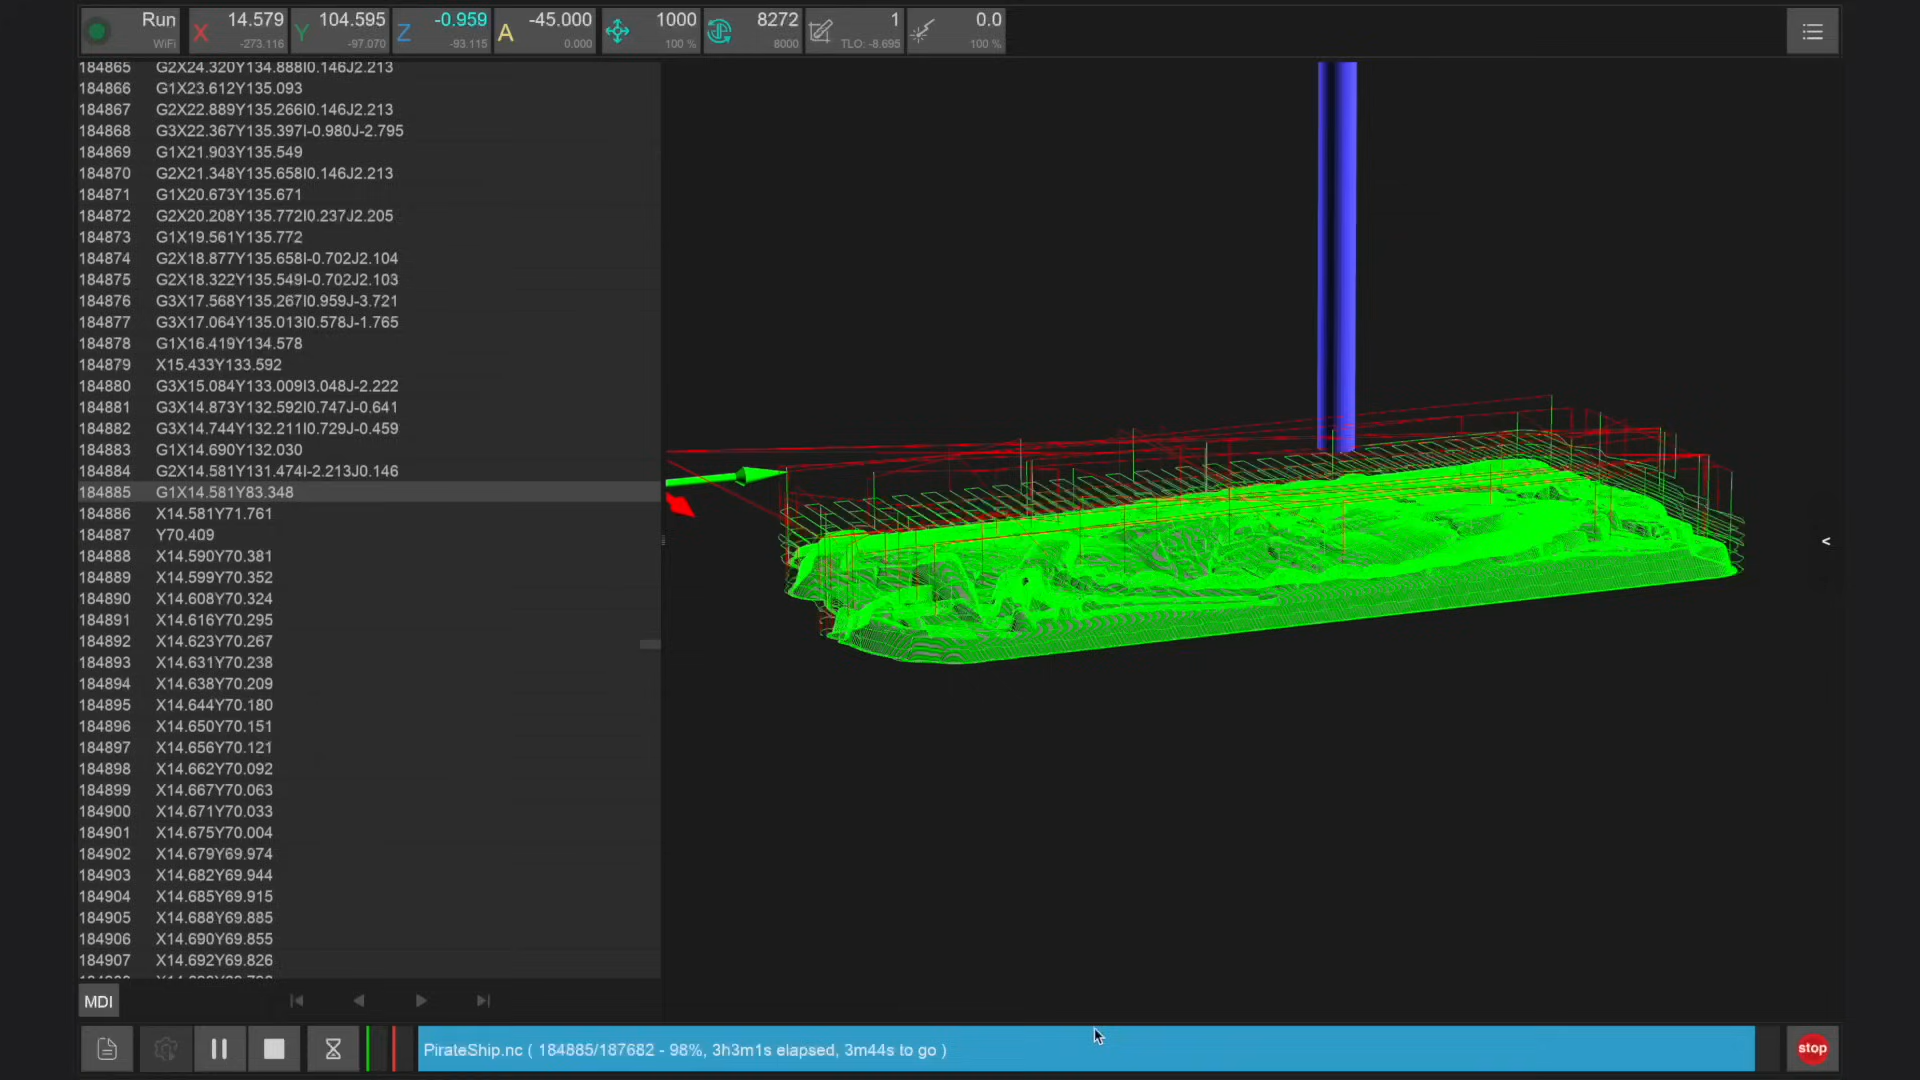 Run
WiFi
X 14.579
-273.116
Y 104.595
-97.070
Z -0.959
-93.115
A -45.000
0.000
1000
100 %
8272
8000
1
TLO: -8.695
0.0
100 %
184865 G2X24.320Y134.888I0.146J2.213
184866 G1X23.612Y135.093
184867 G2X22.889Y135.266I0.146J2.213
184868 G3X22.367Y135.397I-0.980J-2.795
184869 G1X21.903Y135.549
184870 G2X21.348Y135.658I0.146J2.213
184871 G1X20.673Y135.671
184872 G2X20.208Y135.772I0.237J2.205
184873 G1X19.561Y135.772
184874 G2X18.877Y135.658I-0.702J2.104
184875 G2X18.322Y135.549I-0.702J2.103
184876 G3X17.568Y135.267I0.959J-3.721
184877 G3X17.064Y135.013I0.578J-1.765
184878 G1X16.419Y134.578
184879 X15.433Y133.592
184880 G3X15.084Y133.009I3.048J-2.222
184881 G3X14.873Y132.592I0.747J-0.641
184882 G3X14.744Y132.211I0.729J-0.459
184883 G1X14.690Y132.030
184884 G2X14.581Y131.474I-2.213J0.146
184885 G1X14.581Y83.348
184886 X14.581Y71.761
184887 Y70.409
184888 X14.590Y70.381
184889 X14.599Y70.352
184890 X14.608Y70.324
184891 X14.616Y70.295
184892 X14.623Y70.267
184893 X14.631Y70.238
184894 X14.638Y70.209
184895 X14.644Y70.180
184896 X14.650Y70.151
184897 X14.656Y70.121
184898 X14.662Y70.092
184899 X14.667Y70.063
184900 X14.671Y70.033
184901 X14.675Y70.004
184902 X14.679Y69.974
184903 X14.682Y69.944
184904 X14.685Y69.915
184905 X14.688Y69.885
184906 X14.690Y69.855
184907 X14.692Y69.826
<
MDI
PirateShip.nc ( 184885/187682 - 98%, 3h3m1s elapsed, 3m44s to go )
stop